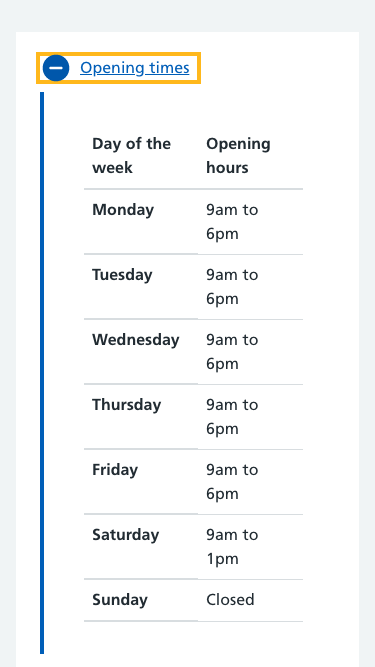 Opening times
Day of the Opening
week hours
Monday 9am to
6pm
Tuesday 9am to
6pm
Wednesday 9am to
6pm
Thursday 9am to
6pm
Friday 9am to
6pm
Saturday 9am to
1pm
Sunday Closed